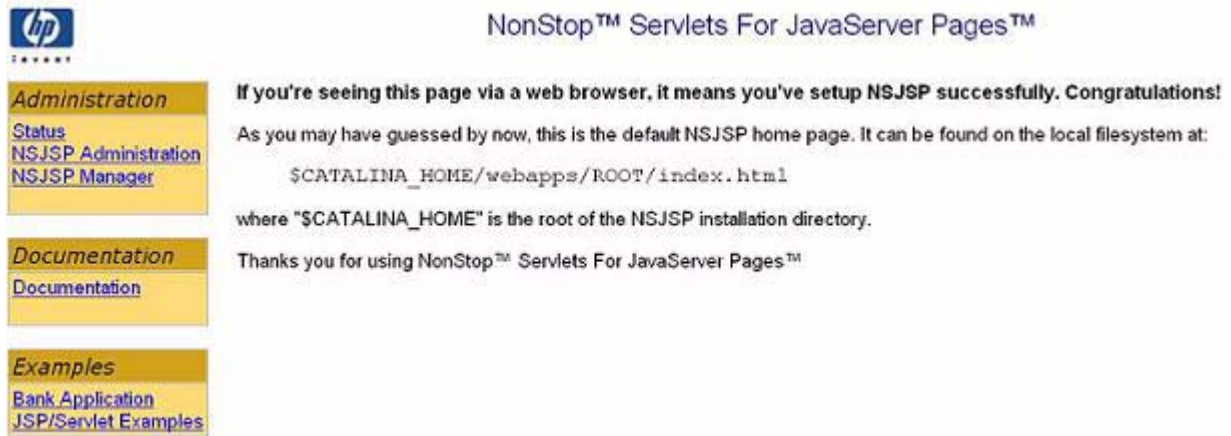 hp
invent
NonStop™ Servlets For JavaServer Pages™
Administration
Status
NSJSP Administration
NSJSP Manager
Documentation
Documentation
Examples
Bank Application
JSP/Servlet Examples
If you're seeing this page via a web browser, it means you've setup NSJSP successfully. Congratulations!
As you may have guessed by now, this is the default NSJSP home page. It can be found on the local filesystem at:
$CATALINA_HOME/webapps/ROOT/index.html
where "$CATALINA_HOME" is the root of the NSJSP installation directory.
Thanks you for using NonStop™ Servlets For JavaServer Pages™